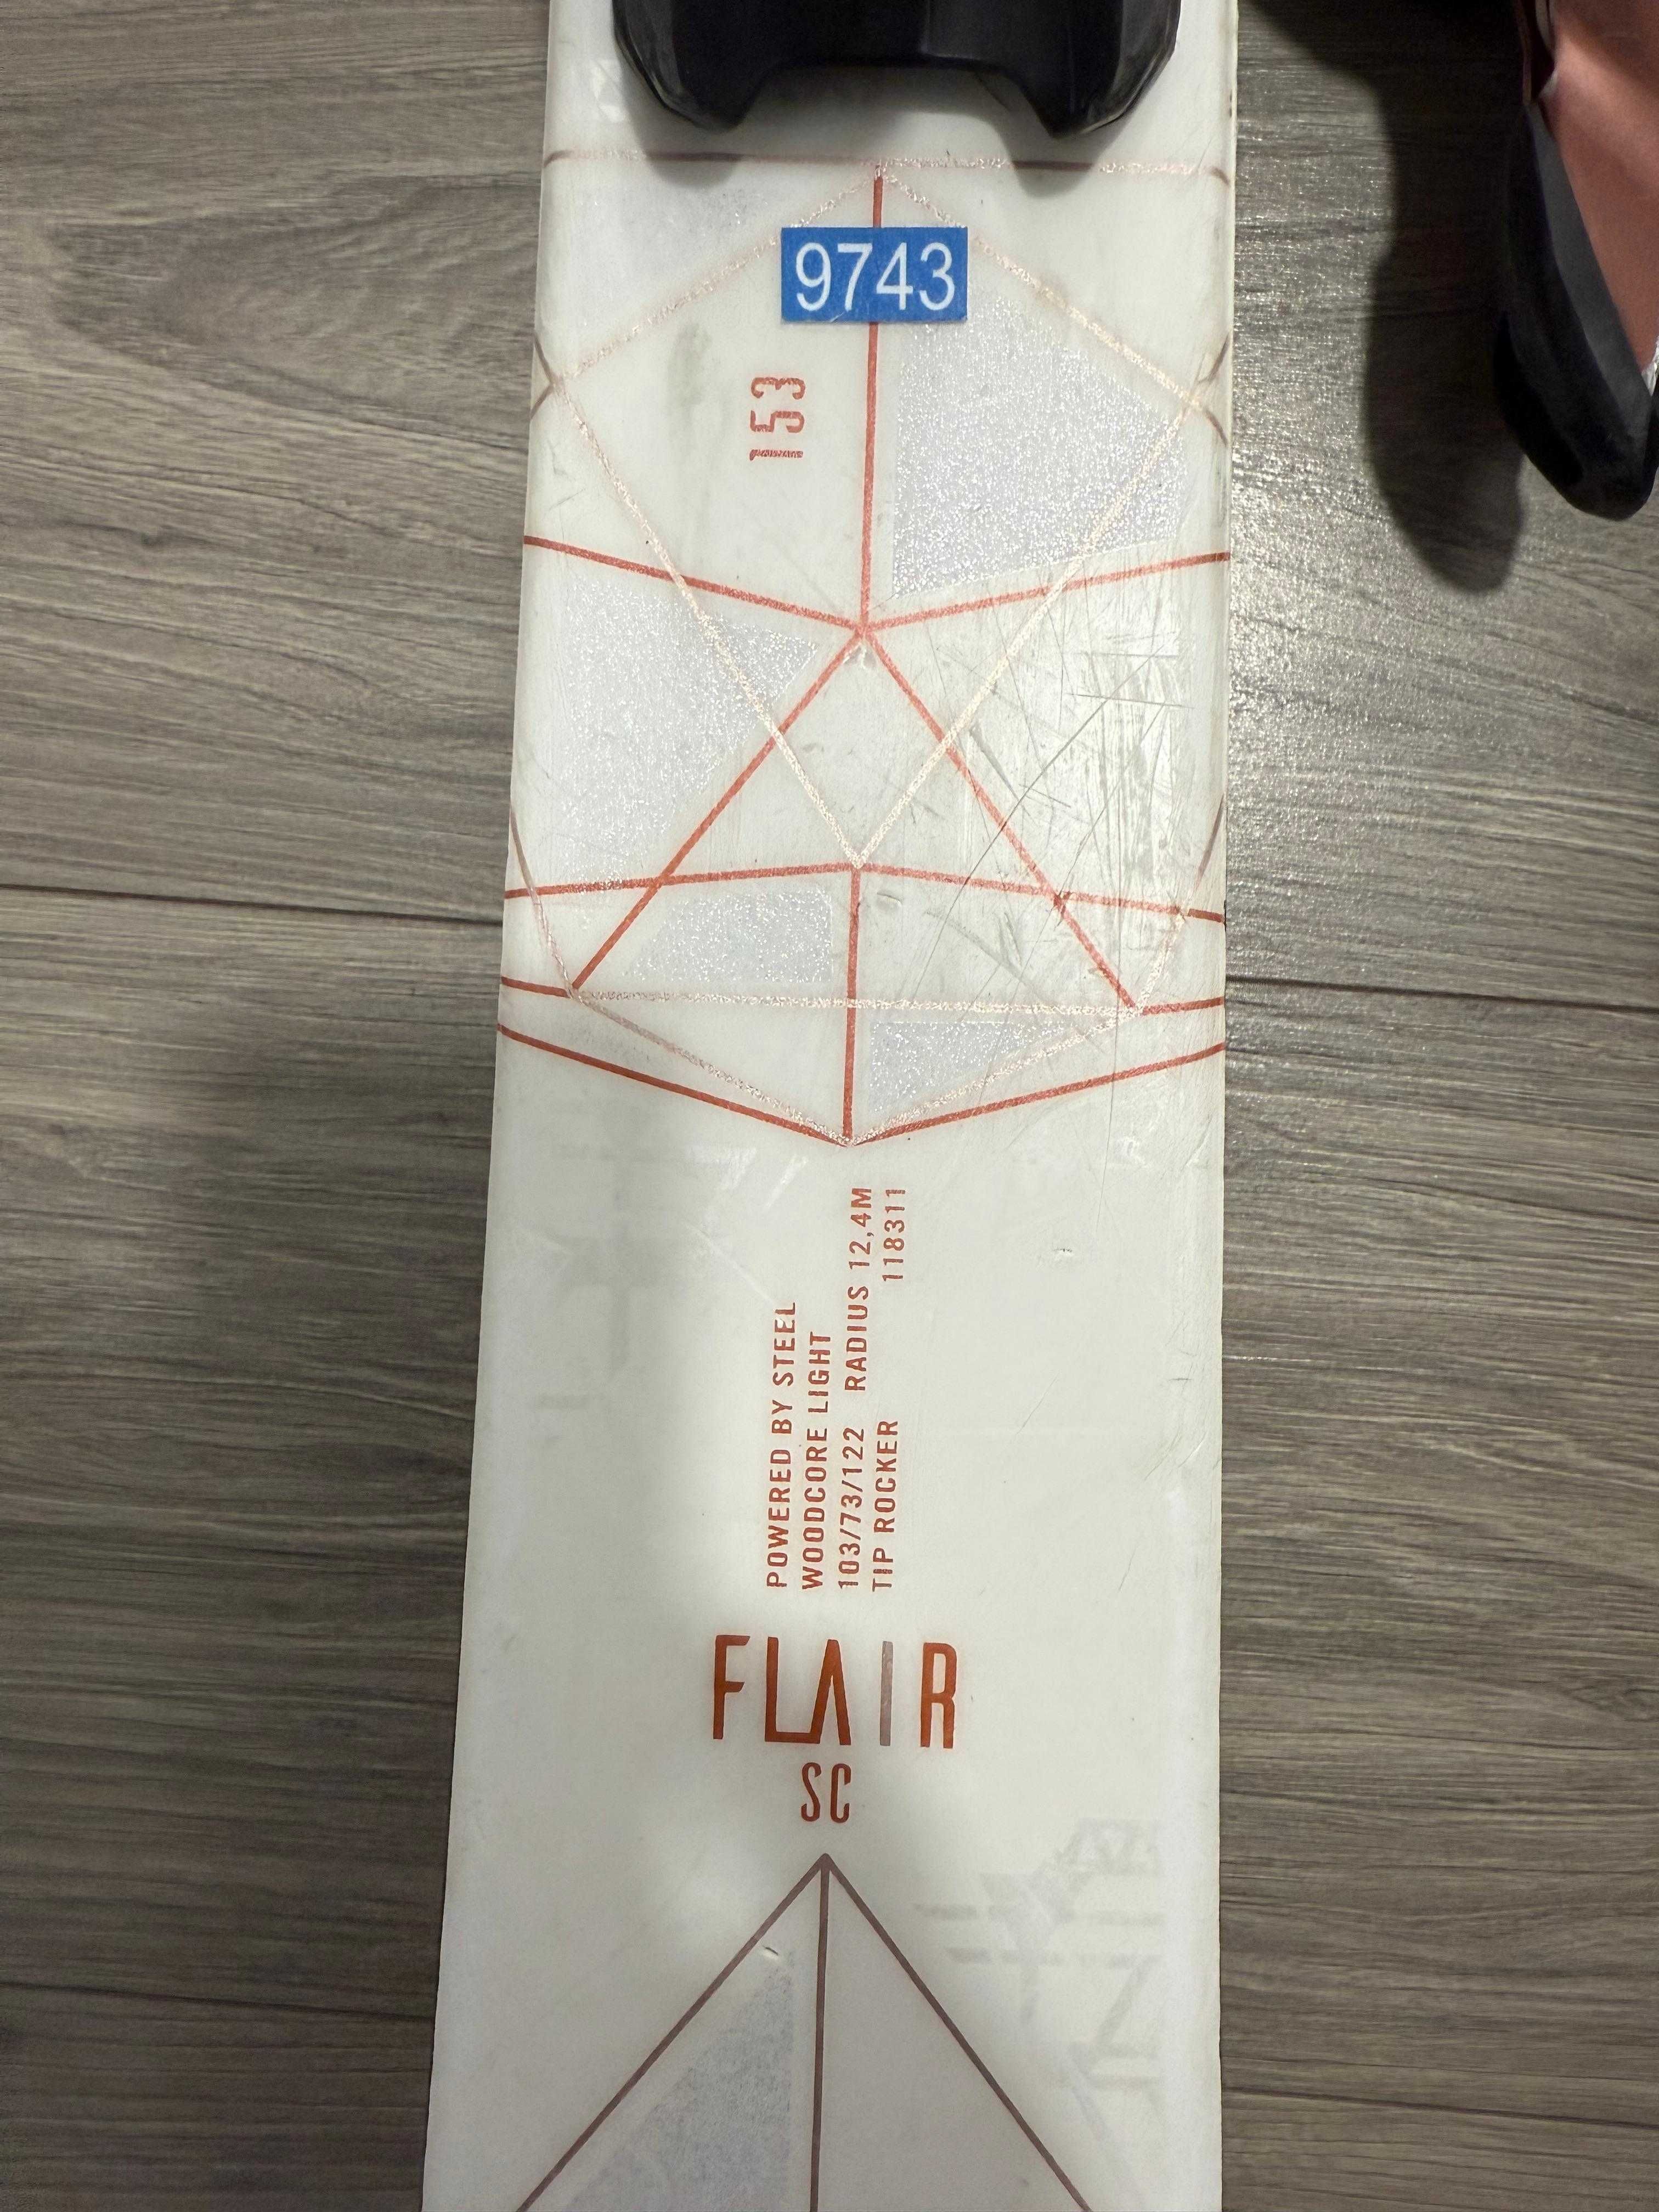 9743
153
POWERED BY STEEL
WOODCORE LIGHT
103/73/122 RADIUS 12,4M
TIP ROCKER 118311
FLAIR
SC